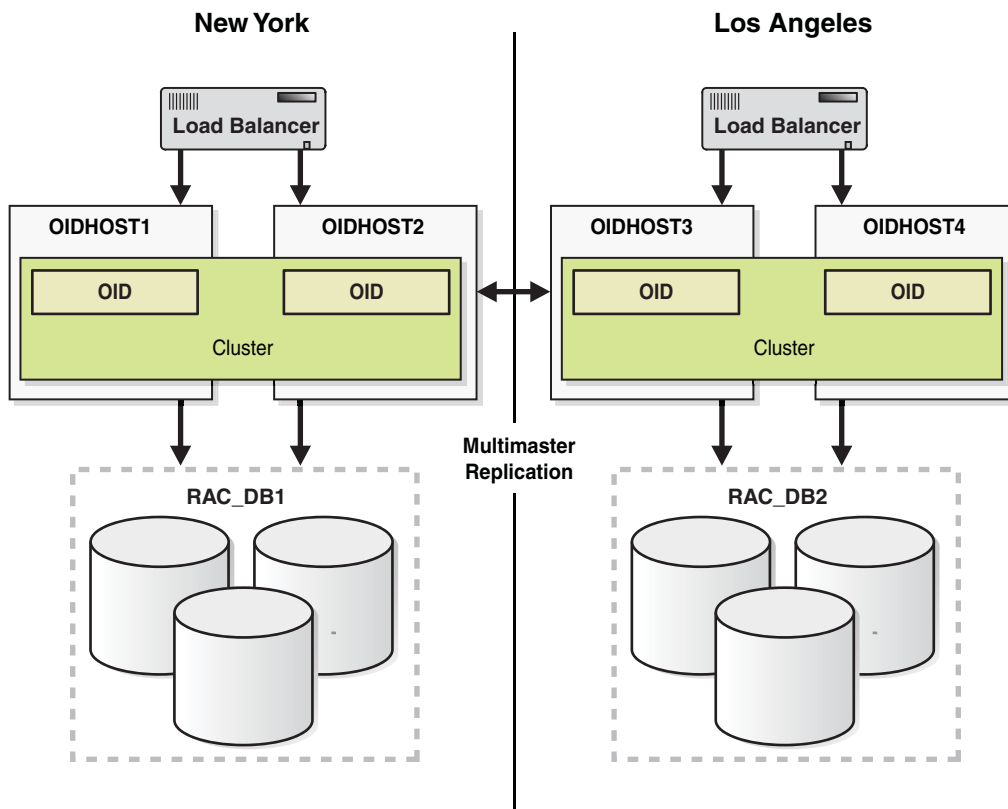 New York
Los Angeles
Load Balancer
Load Balancer
OIDHOST1
OIDHOST2
OIDHOST3
OIDHOST4
OID
OID
OID
OID
Cluster
Cluster
Multimaster
Replication
RAC_DB1
RAC_DB2